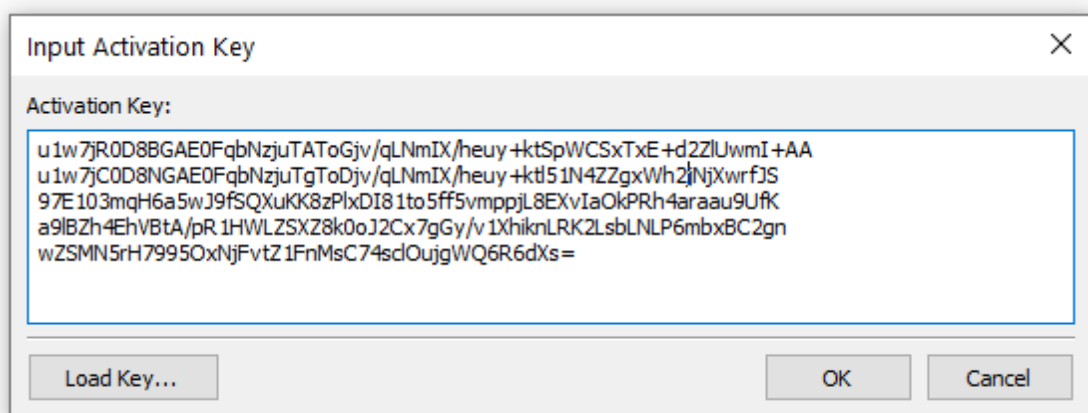 Input Activation Key
Activation Key:
u1w7jR0D8BGAE0FqbNzjuTAToGjv/qLNmIX/heuy+ktSpWCSxTxE+d2ZlUwmI+AA
u1w7jC0D8NGAE0FqbNzjuTgToDjv/qLNmIX/heuy+ktl51N4ZZgxWh2jNjXwrfJS
97E103mqH6a5wJ9fSQXuKK8zPlxDI81to5ff5vmppjL8EXvIaOkPRh4araau9UfK
a9lBZh4EhVBtA/pR1HWLZSXZ8k0oJ2Cx7gGy/v1XhiknLRK2LsbLNLP6mbxBC2gn
wZSMN5rH7995OxNjFvtZ1FnMsC74sclOujgWQ6R6dXs=
Load Key...
OK
Cancel